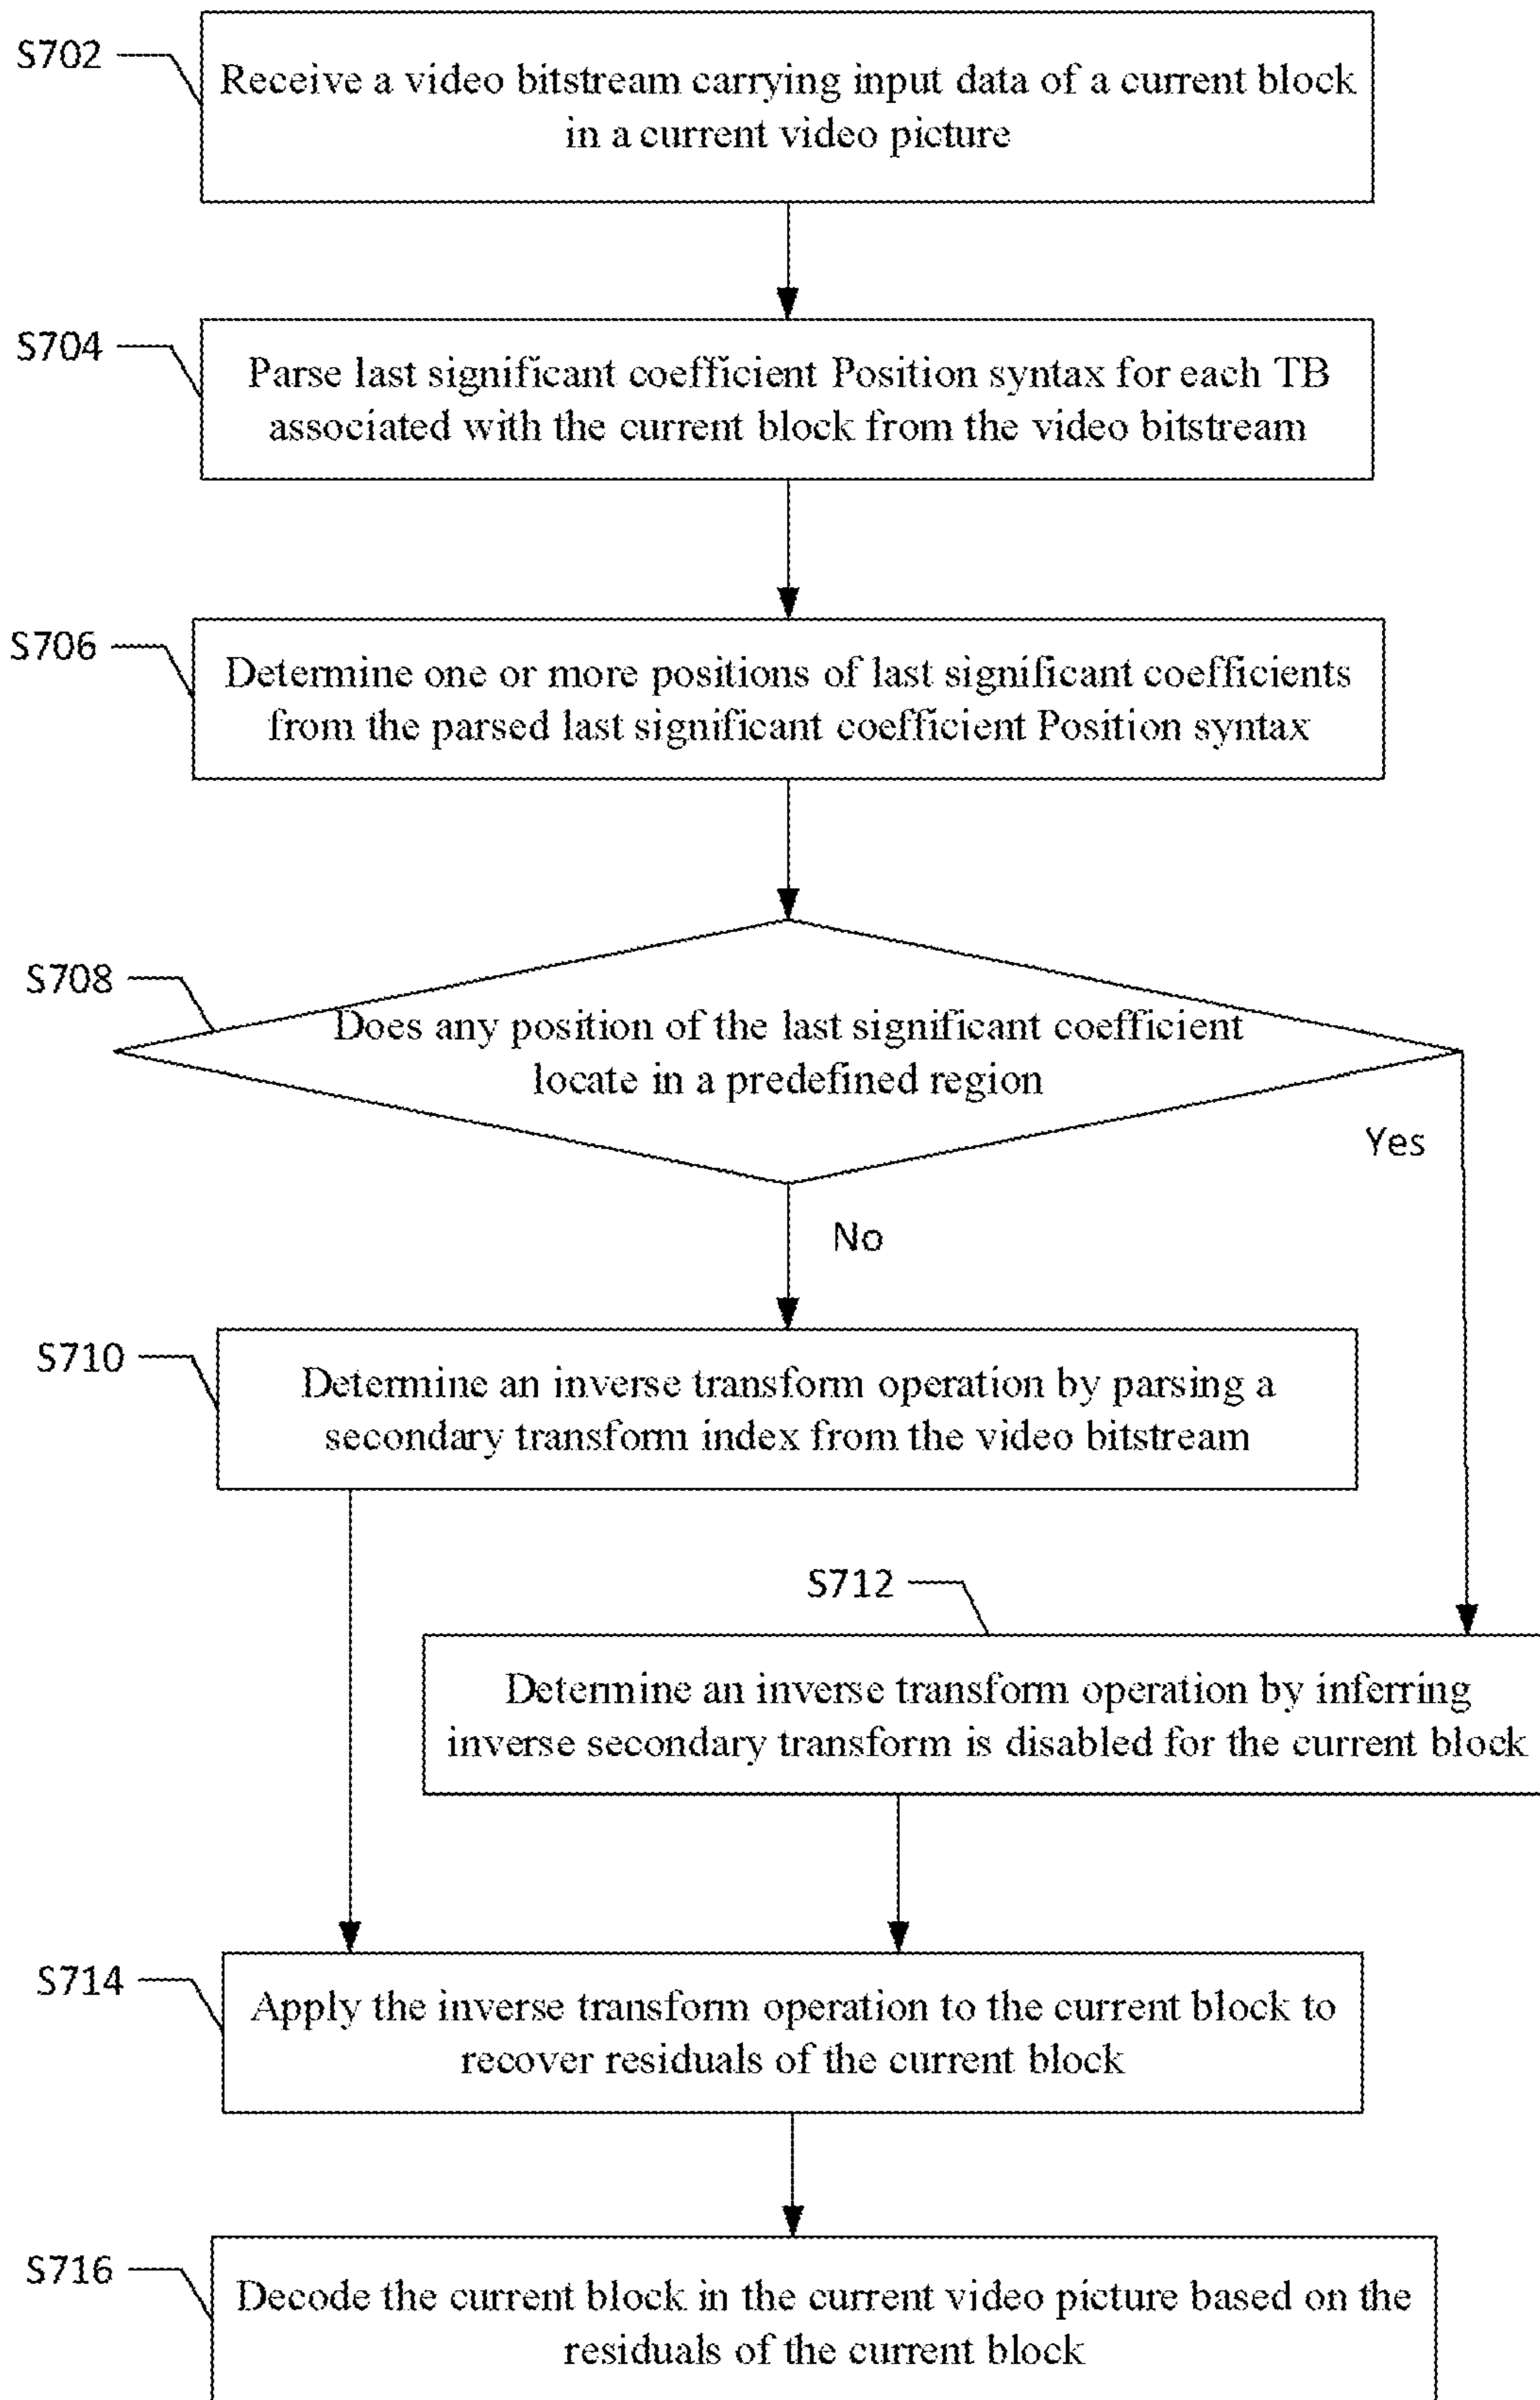 S702
Receive a video bitstream carrying input data of a current block
in a current video picture
S704
Parse last significant coefficient Position syntax for each TB
associated with the current block from the video bitstream
S706
Determine one or more positions of last significant coefficients
from the parsed last significant coefficient Position syntax
S708
Does any position of the last significant coefficient
locate in a predefined region
Yes
No
S710
Determine an inverse transform operation by parsing a
secondary transform index from the video bitstream
S712
Determine an inverse transform operation by inferring
inverse secondary transform is disabled for the current block
S714
Apply the inverse transform operation to the current block to
recover residuals of the current block
S716
Decode the current block in the current video picture based on the
residuals of the current block